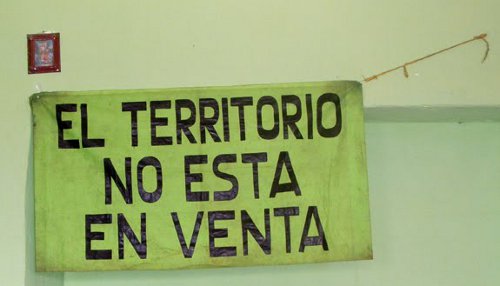 EL TERRITORIO
NO ESTA
EN VENTA